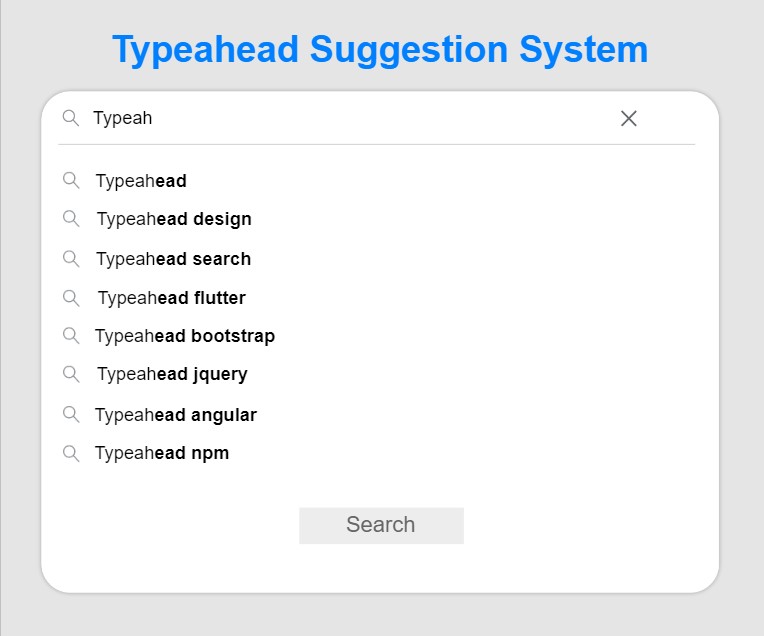 Typeahead Suggestion System
Typeah
Typeahead
Typeahead design
Typeahead search
Typeahead flutter
Typeahead bootstrap
Typeahead jquery
Typeahead angular
Typeahead npm
Search